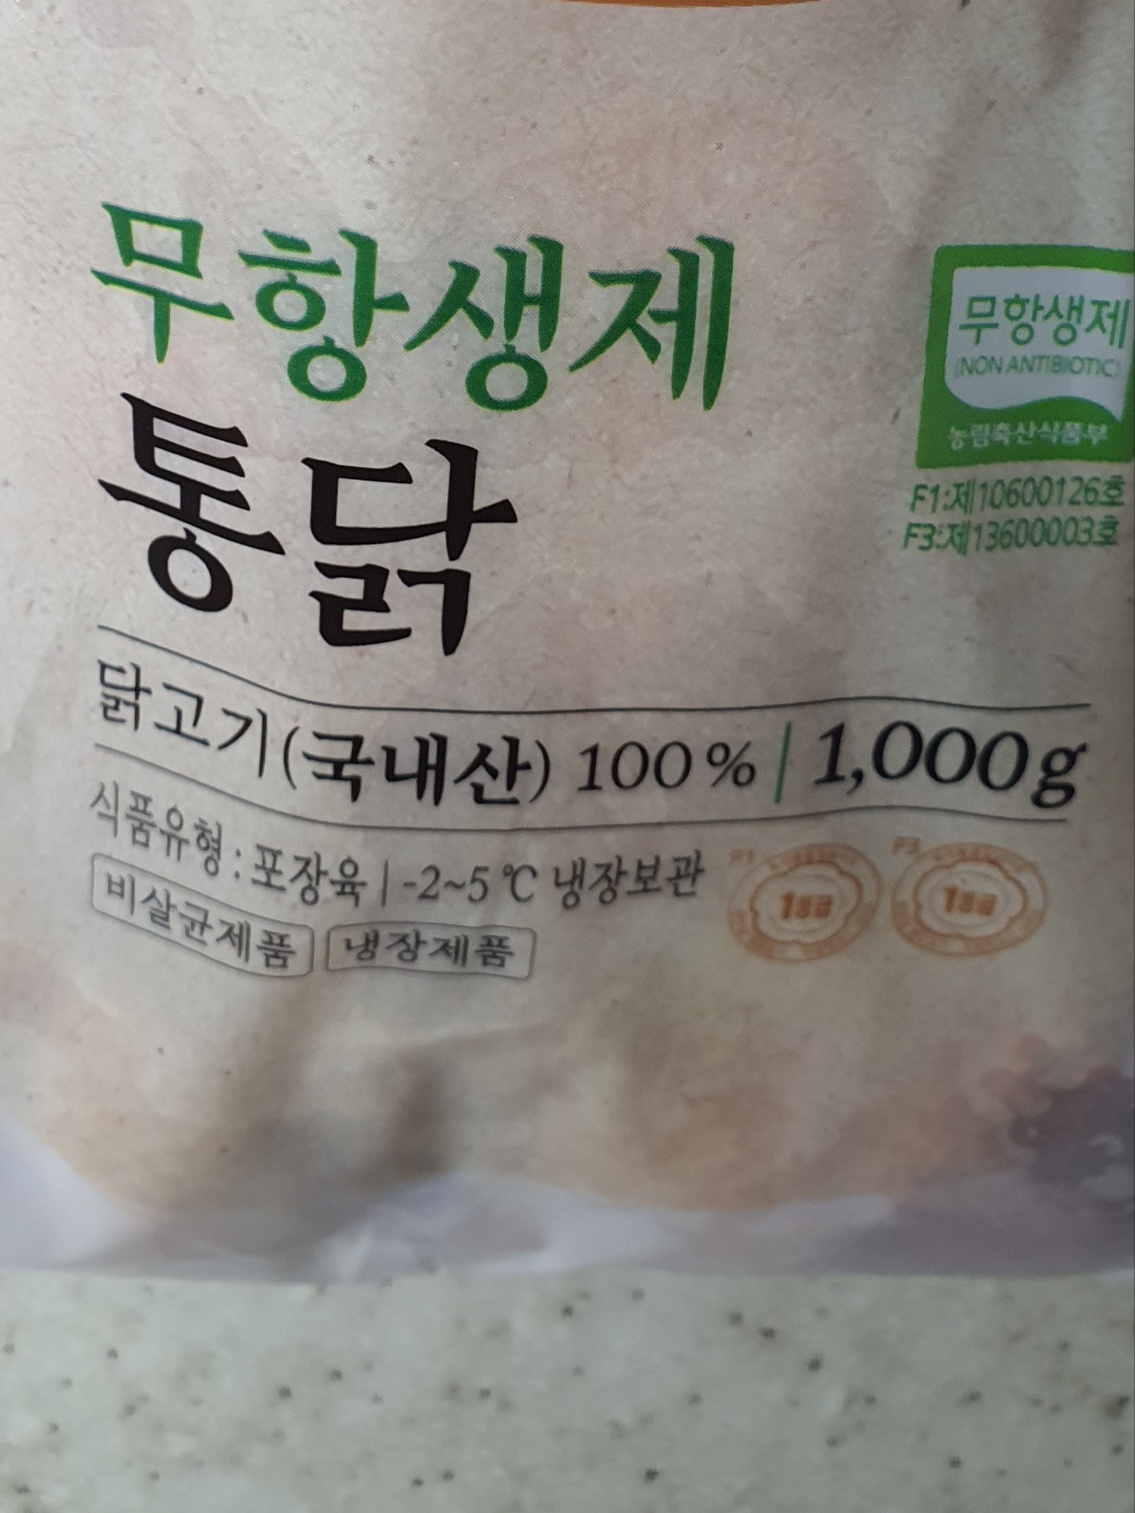 무항생제
통닭
무항생제
(NON ANTIBIOTIC)
농림축산식품부
F1:제10600126호
F3:제13600003호
닭고기(국내산) 100% | 1,000g
식품유형 : 포장육 | -2~5℃ 냉장보관
비살균제품 냉장제품
F1 F3
1등급 1등급